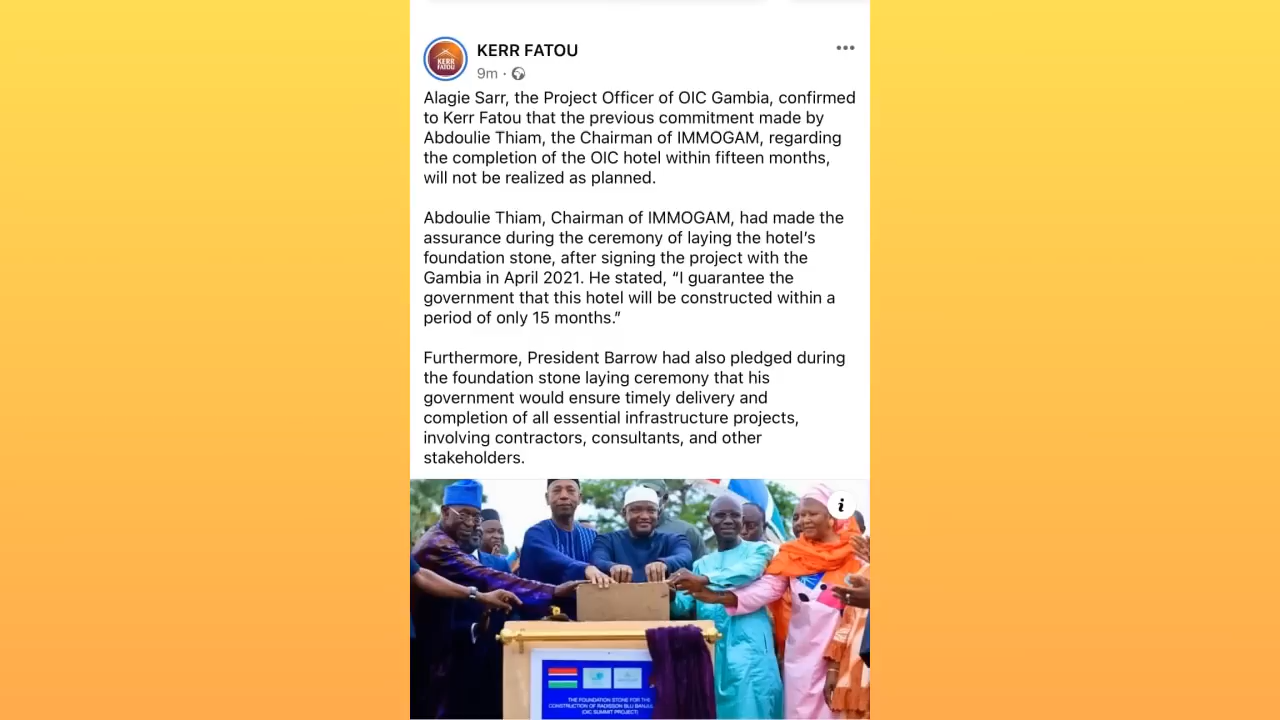 KERR FATOU
KERR
FATOU
9m ·
Alagie Sarr, the Project Officer of OIC Gambia, confirmed
to Kerr Fatou that the previous commitment made by
Abdoulie Thiam, the Chairman of IMMOGAM, regarding
the completion of the OIC hotel within fifteen months,
will not be realized as planned.
Abdoulie Thiam, Chairman of IMMOGAM, had made the
assurance during the ceremony of laying the hotel’s
foundation stone, after signing the project with the
Gambia in April 2021. He stated, “I guarantee the
government that this hotel will be constructed within a
period of only 15 months.”
Furthermore, President Barrow had also pledged during
the foundation stone laying ceremony that his
government would ensure timely delivery and
completion of all essential infrastructure projects,
involving contractors, consultants, and other
stakeholders.
i
THE FOUNDATION STONE FOR THE
CONSTRUCTION OF RADISSON BLU
(OIC SUMMIT PROJECT)